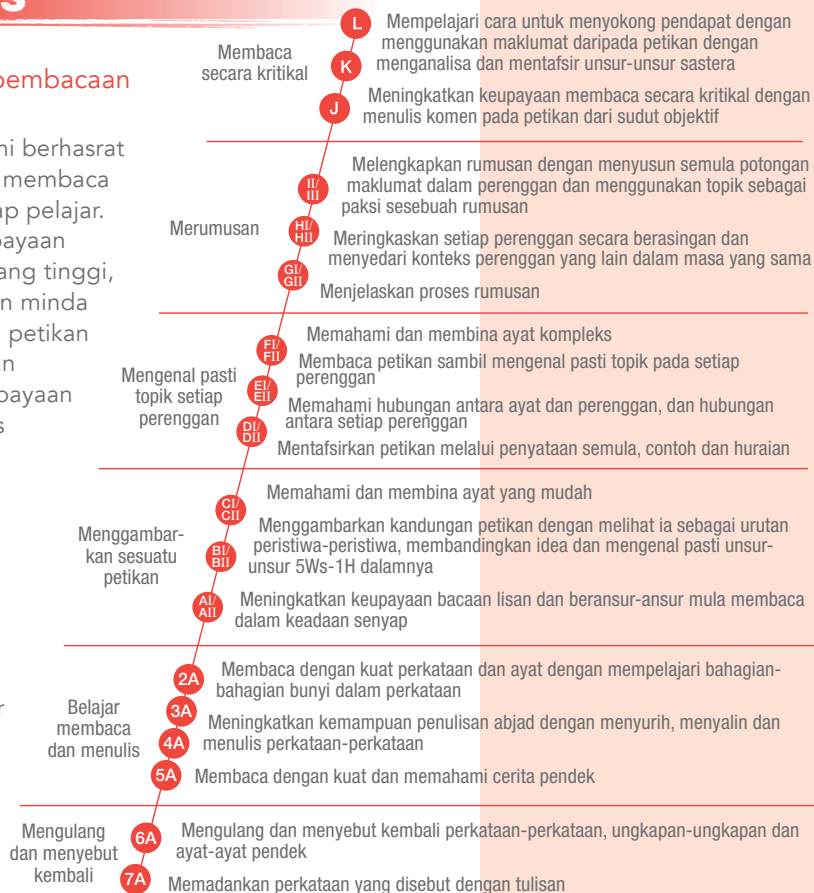 S
pembacaan
mi berhasrat
membaca
ap pelajar.
payaan
ang tinggi,
n minda
petikan
an
payaan
s
r
Membaca
secara kritikal
L
K
J
Mempelajari cara untuk menyokong pendapat dengan
menggunakan maklumat daripada petikan dengan
menganalisa dan mentafsir unsur-unsur sastera
Meningkatkan keupayaan membaca secara kritikal dengan
menulis komen pada petikan dari sudut objektif
Merumusan
II/
III
HI/
HII
GI/
GII
Melengkapkan rumusan dengan menyusun semula potongan
maklumat dalam perenggan dan menggunakan topik sebagai
paksi sesebuah rumusan
Meringkaskan setiap perenggan secara berasingan dan
menyedari konteks perenggan yang lain dalam masa yang sama
Menjelaskan proses rumusan
Mengenal pasti
topik setiap
perenggan
FI/
FII
EI/
EII
DI/
DII
Memahami dan membina ayat kompleks
Membaca petikan sambil mengenal pasti topik pada setiap
perenggan
Memahami hubungan antara ayat dan perenggan, dan hubungan
antara setiap perenggan
Mentafsirkan petikan melalui penyataan semula, contoh dan huraian
Menggambar-
kan sesuatu
petikan
CI/
CII
BI/
BII
AI/
AII
Memahami dan membina ayat yang mudah
Menggambarkan kandungan petikan dengan melihat ia sebagai urutan
peristiwa-peristiwa, membandingkan idea dan mengenal pasti unsur-
unsur 5Ws-1H dalamnya
Meningkatkan keupayaan bacaan lisan dan beransur-ansur mula membaca
dalam keadaan senyap
Belajar
membaca
dan menulis
2A
3A
4A
5A
Membaca dengan kuat perkataan dan ayat dengan mempelajari bahagian-
bahagian bunyi dalam perkataan
Meningkatkan kemampuan penulisan abjad dengan menyurih, menyalin dan
menulis perkataan-perkataan
Membaca dengan kuat dan memahami cerita pendek
Mengulang
dan menyebut
kembali
6A
7A
Mengulang dan menyebut kembali perkataan-perkataan, ungkapan-ungkapan dan
ayat-ayat pendek
Memadankan perkataan yang disebut dengan tulisan